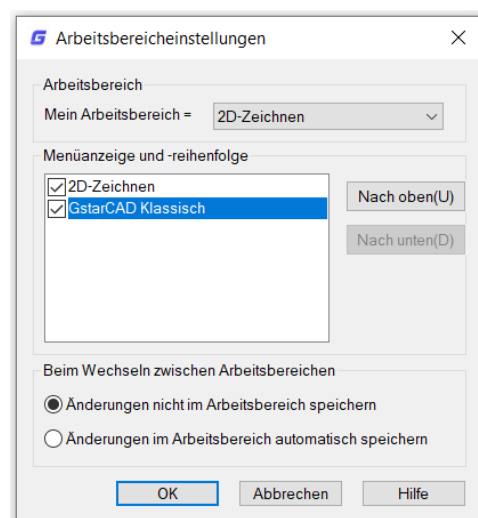 Arbeitsbereicheinstellungen
Arbeitsbereich
Mein Arbeitsbereich = 2D-Zeichnen
Menüanzeige und -reihenfolge
2D-Zeichnen
GstarCAD Klassisch
Nach oben(U)
Nach unten(D)
Beim Wechseln zwischen Arbeitsbereichen
Änderungen nicht im Arbeitsbereich speichern
Änderungen im Arbeitsbereich automatisch speichern
OK Abbrechen Hilfe